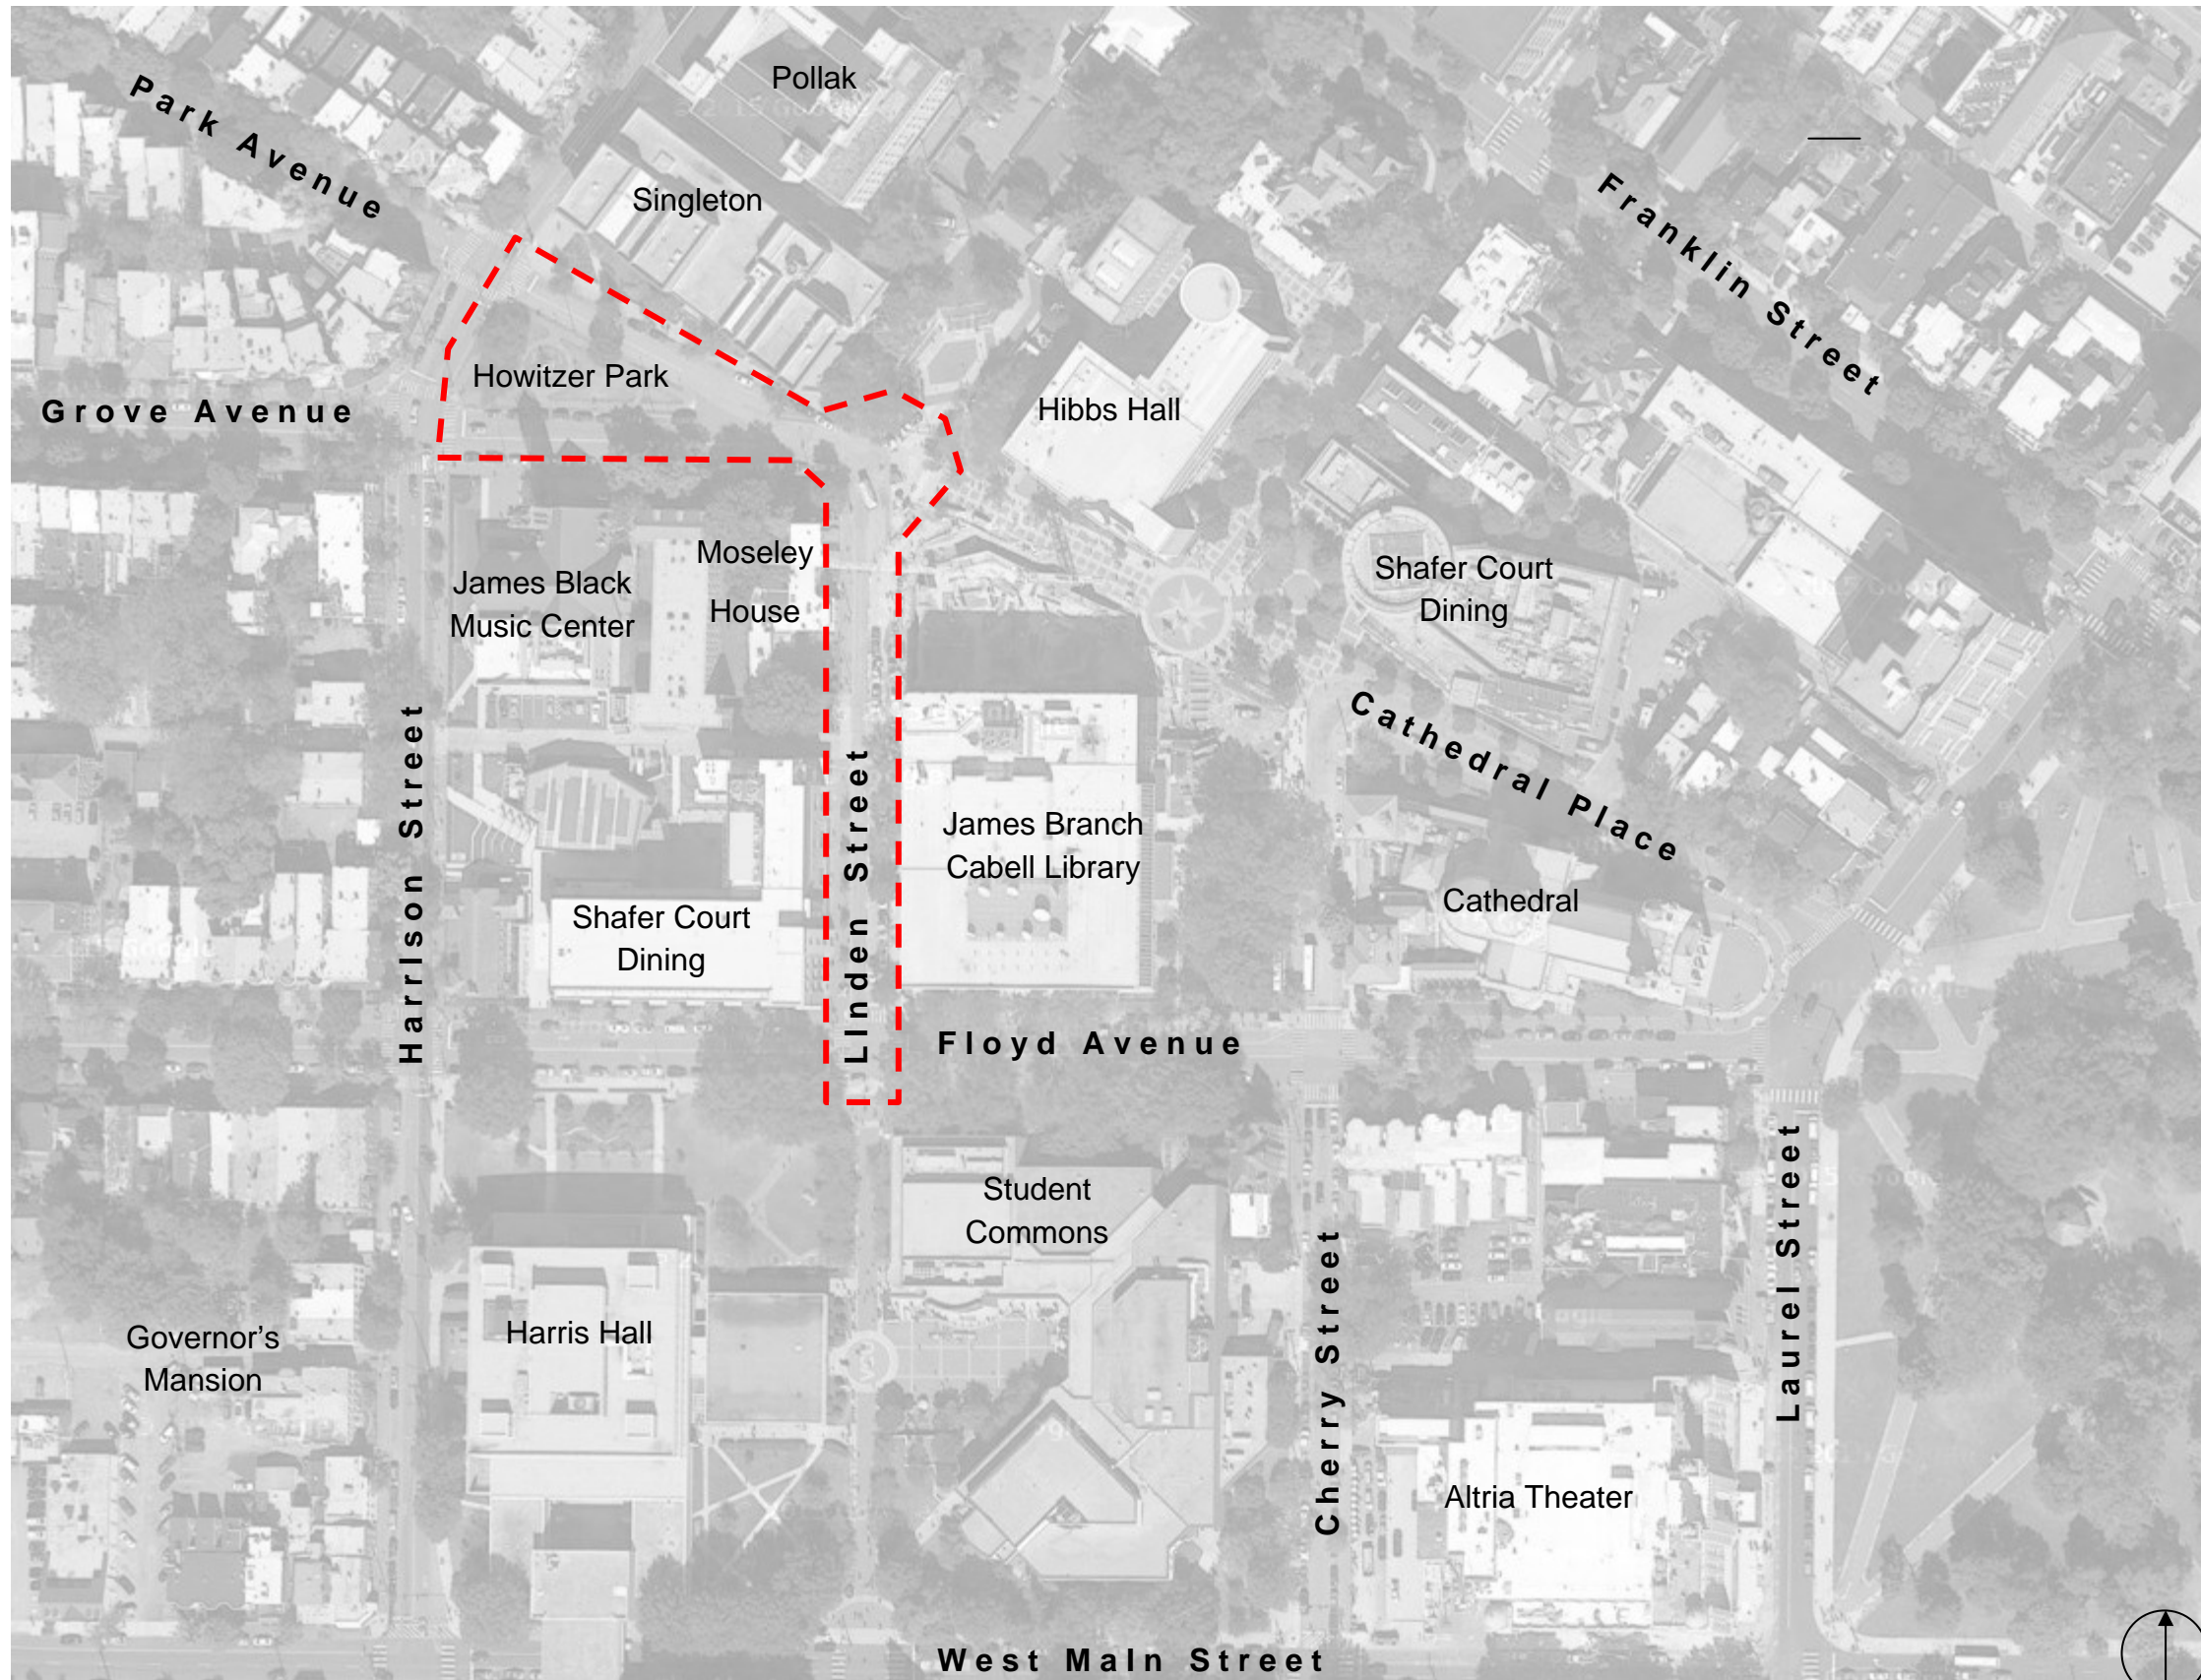 Pollak
Park Avenue
Singleton
Franklin Street
Howitzer Park
Grove Avenue
Hibbs Hall
Moseley
House
James Black
Music Center
Shafer Court
Dining
Cathedral Place
Harrison Street
Linden Street
James Branch
Cabell Library
Cathedral
Shafer Court
Dining
Floyd Avenue
Student
Commons
Laurel Street
Cherry Street
Governor’s
Mansion
Harris Hall
Altria Theater
West Main Street